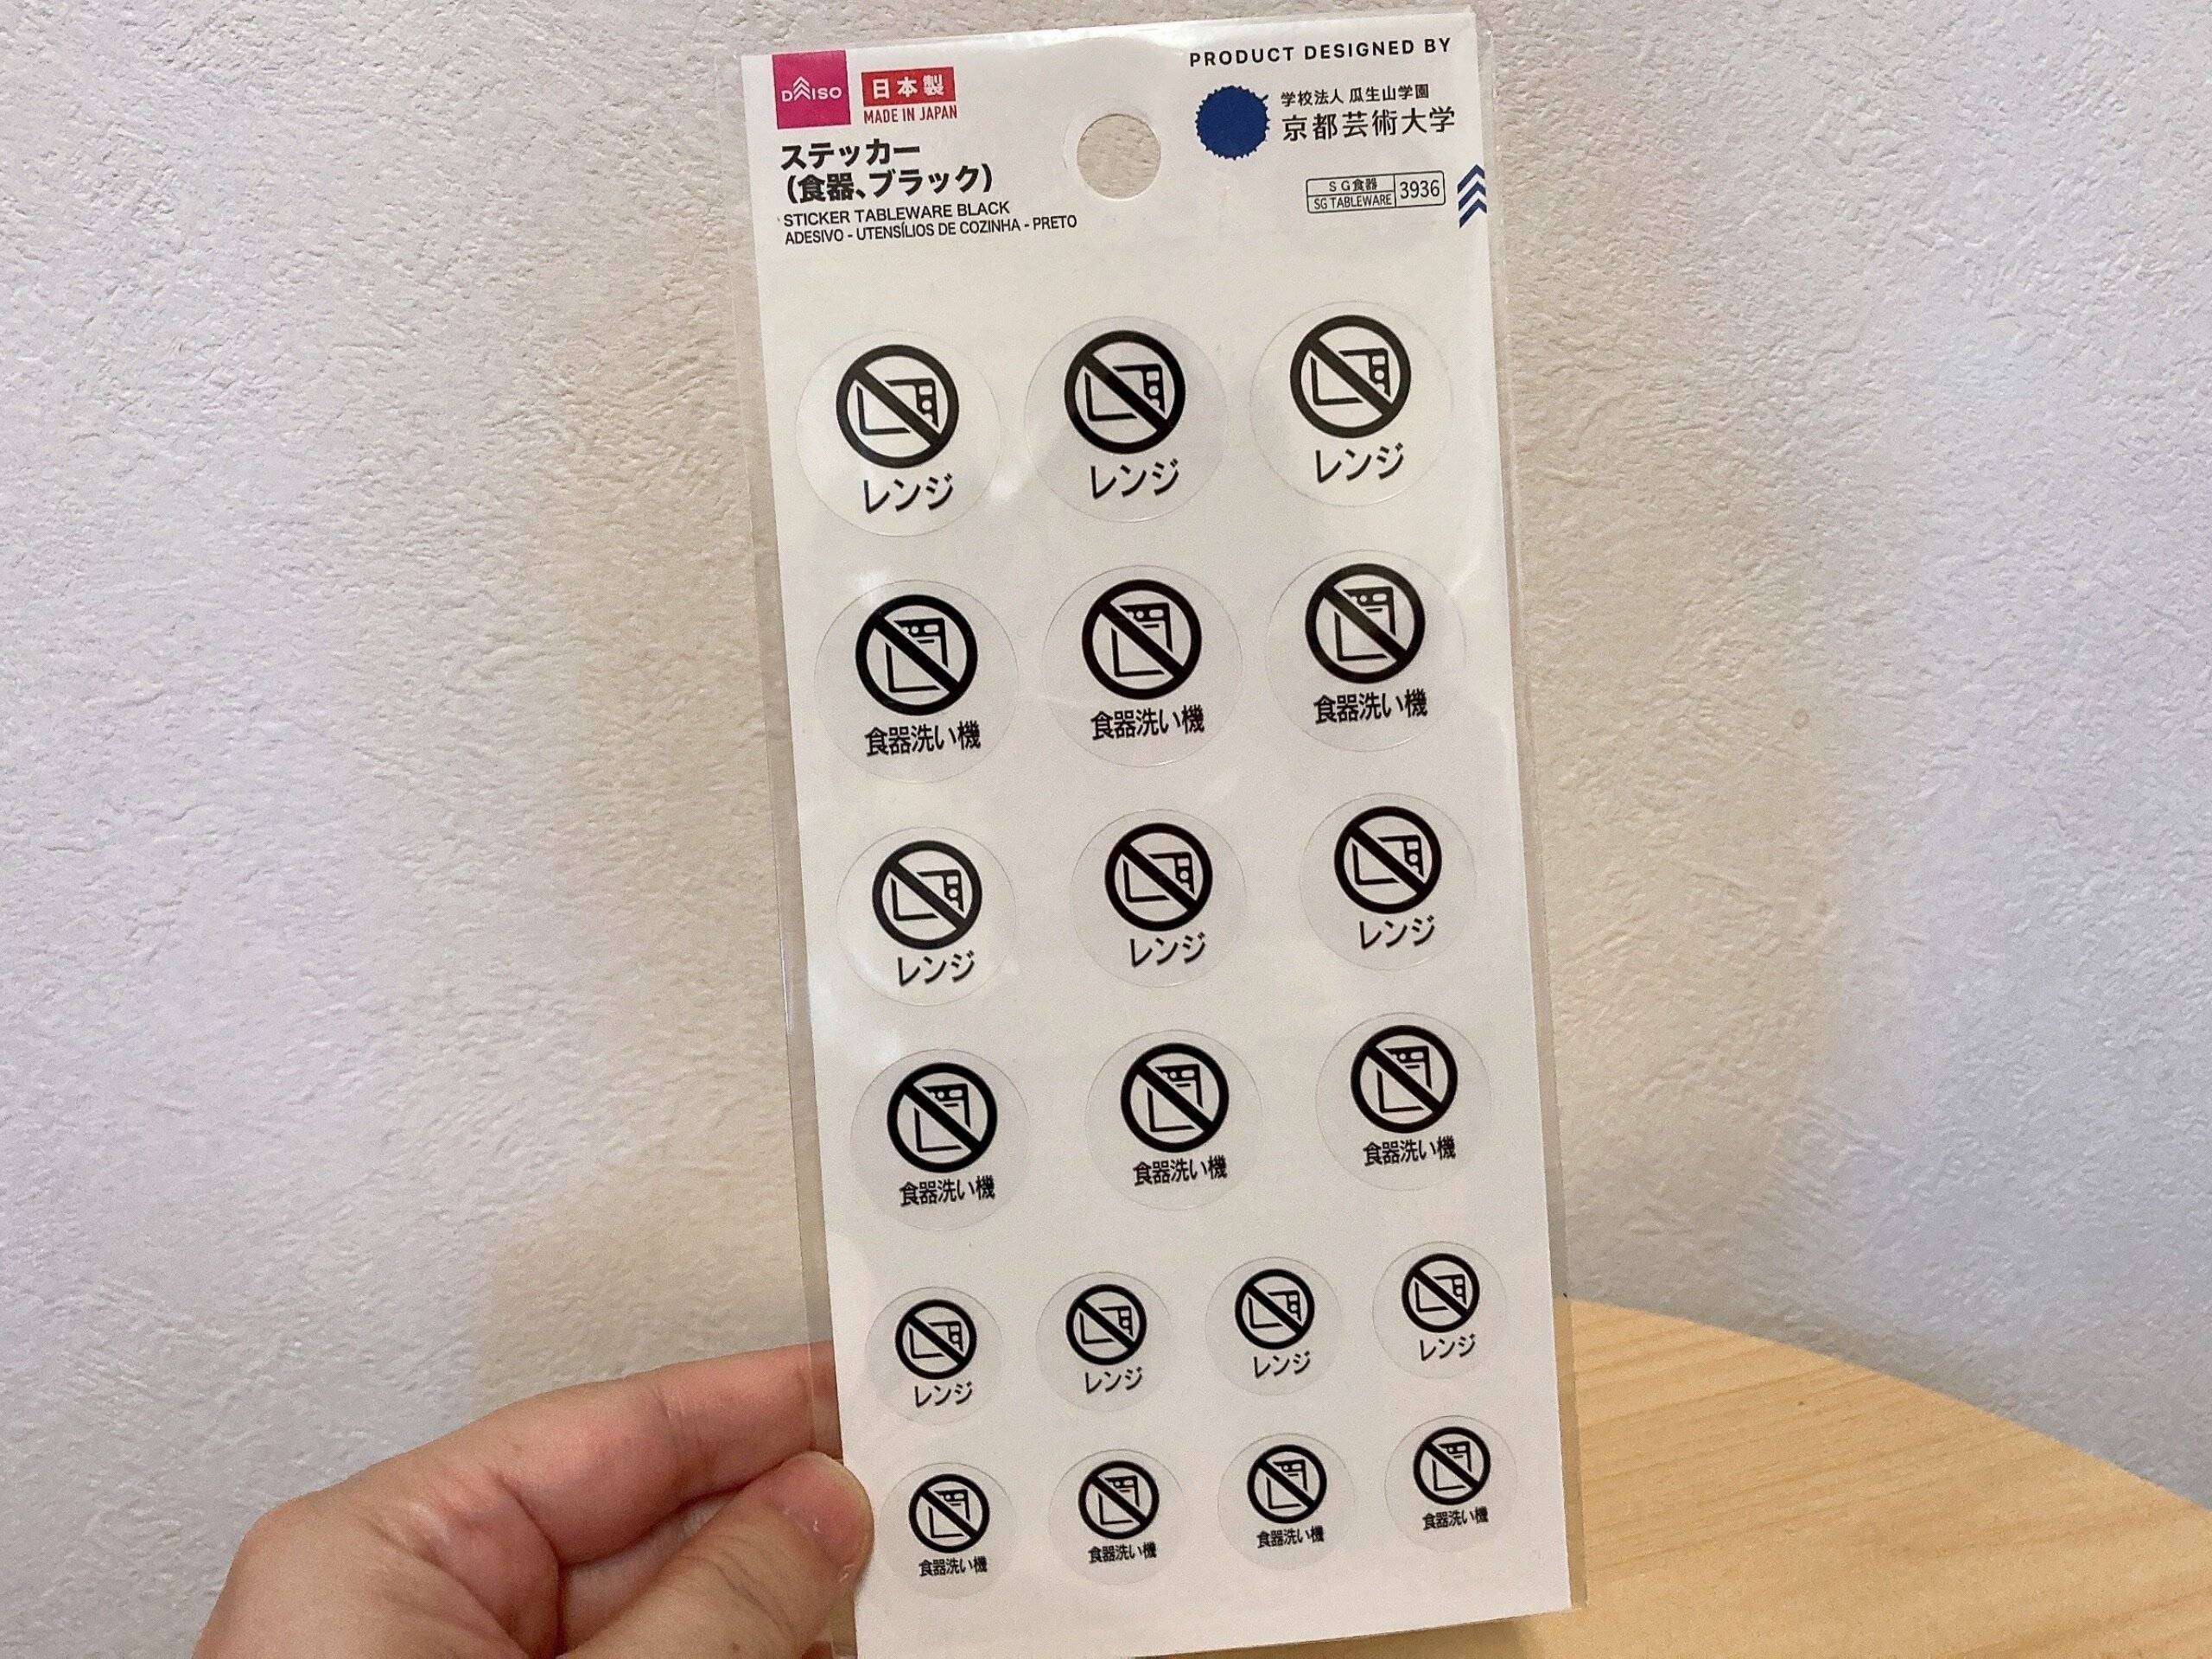 DAISO
日本製
MADE IN JAPAN
PRODUCT DESIGNED BY
学校法人 瓜生山学園
京都芸術大学
ステッカー
(食器、ブラック)
STICKER TABLEWARE BLACK
ADESIVO - UTENSÍLIOS DE COZINHA - PRETO
SG食器
SG TABLEWARE
3936
レンジ
レンジ
レンジ
食器洗い機
食器洗い機
食器洗い機
レンジ
レンジ
レンジ
食器洗い機
食器洗い機
食器洗い機
レンジ
レンジ
レンジ
レンジ
食器洗い機
食器洗い機
食器洗い機
食器洗い機